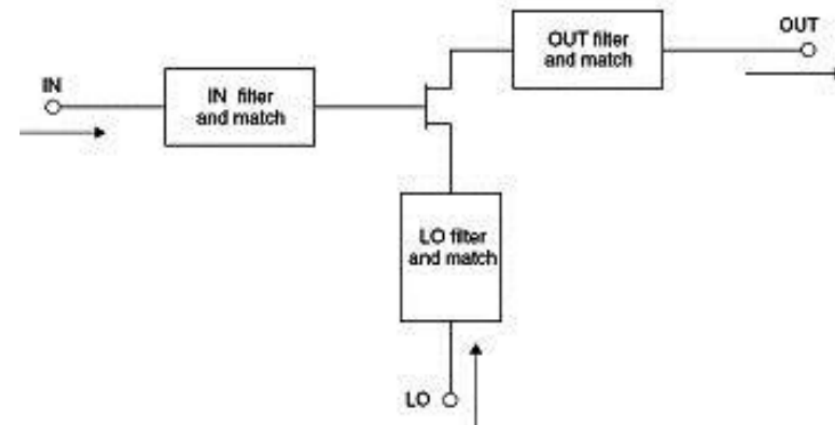 IN
IN filter
and match
OUT filter
and match
OUT
LO filter
and match
LO